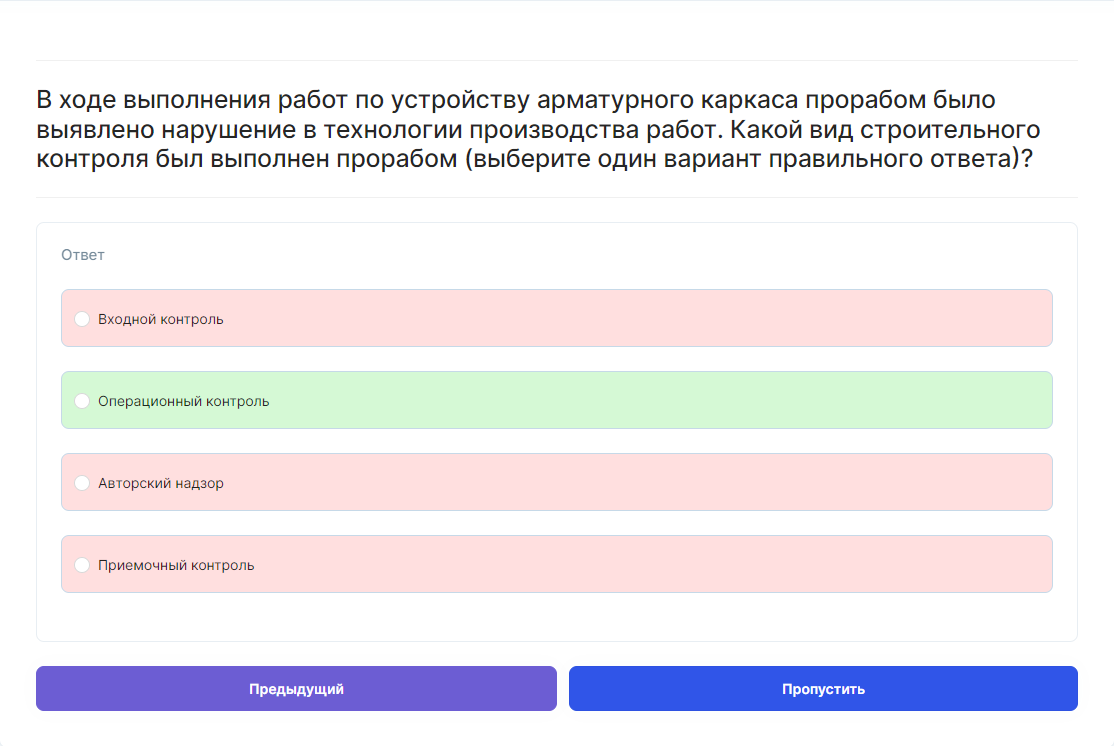 В ходе выполнения работ по устройству арматурного каркаса прорабом было
выявлено нарушение в технологии производства работ. Какой вид строительного
контроля был выполнен прорабом (выберите один вариант правильного ответа)?
Ответ
Входной контроль
Операционный контроль
Авторский надзор
Приемочный контроль
Предыдущий
Пропустить